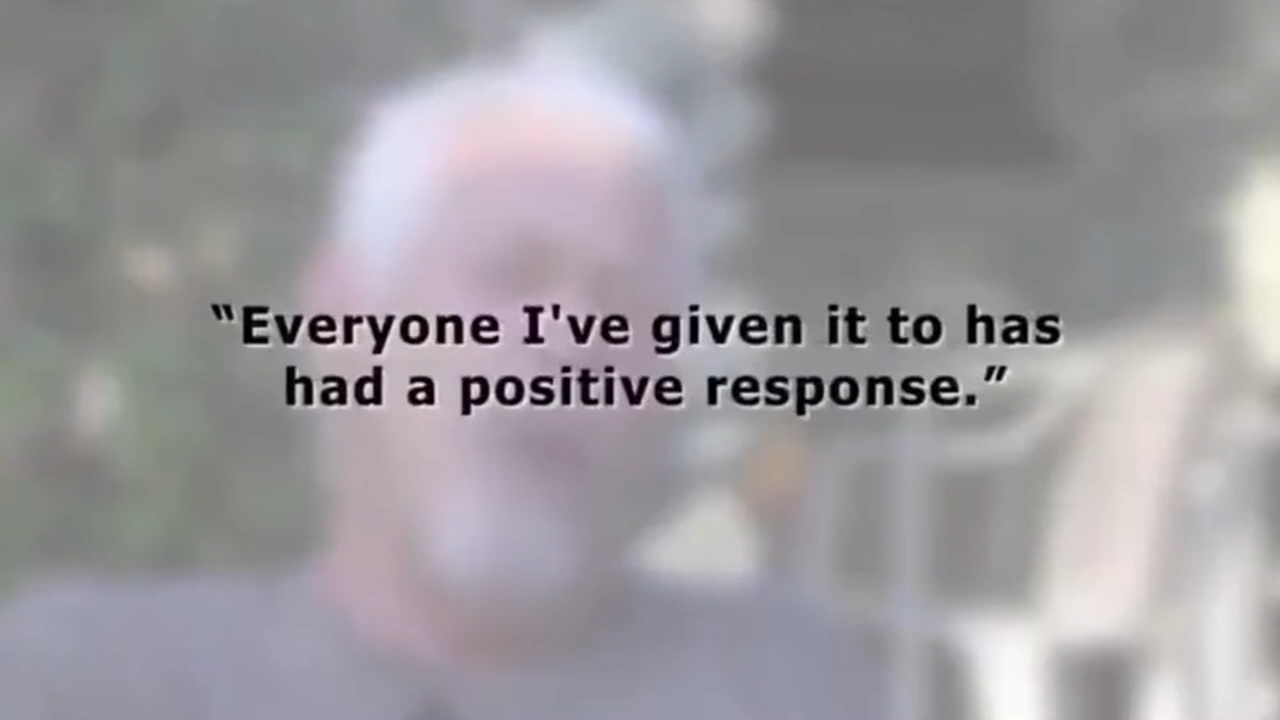 “Everyone I've given it to has
had a positive response.”